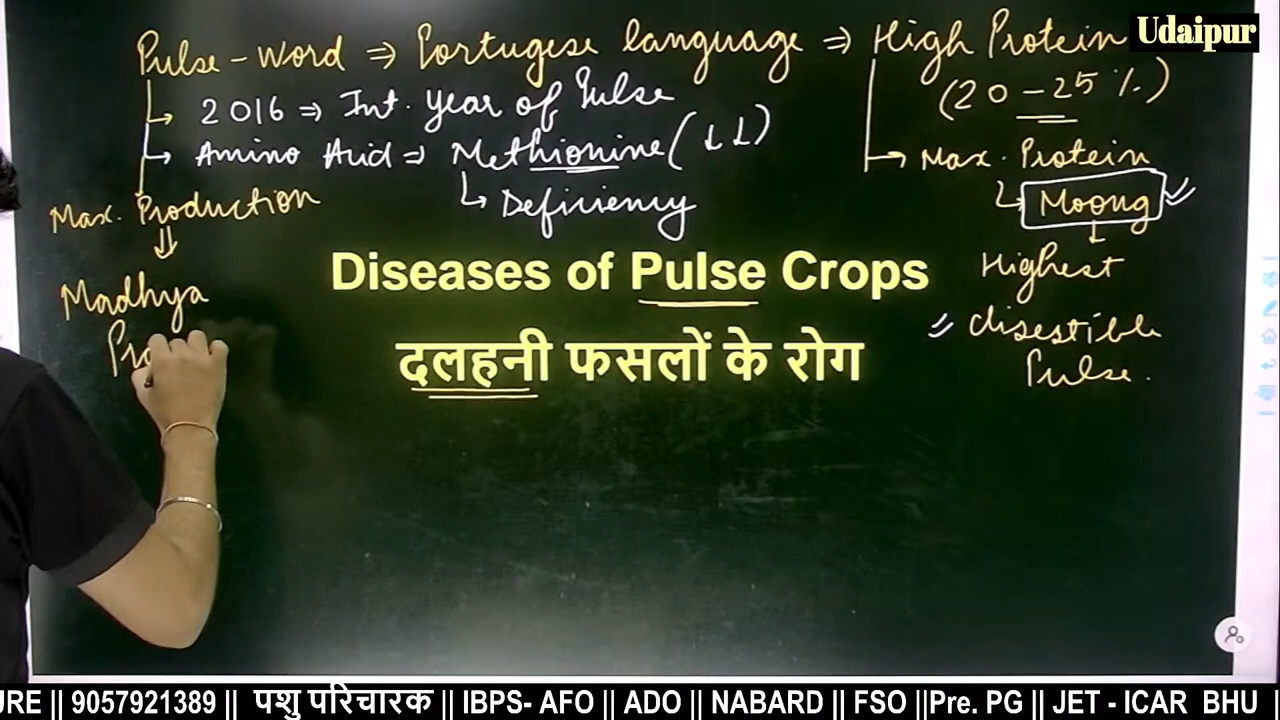 Udaipur
Pulse - word ⇒ Portugese language ⇒ High Protein
(20-25 %)
→ 2016 ⇒ Int. Year of Pulse
→ Amino Acid ⇒ Methionine (↓↓)
↳ Deficiency
→ Max. Protein
↳ Moong
↓
Highest
disestible
Pulse.
Max. Production
⇓
Madhya
Pra
Diseases of Pulse Crops
दलहनी फसलों के रोग
URE || 9057921389 || पशु परिचारक || IBPS- AFO || ADO || NABARD || FSO ||Pre. PG || JET - ICAR BHU ||